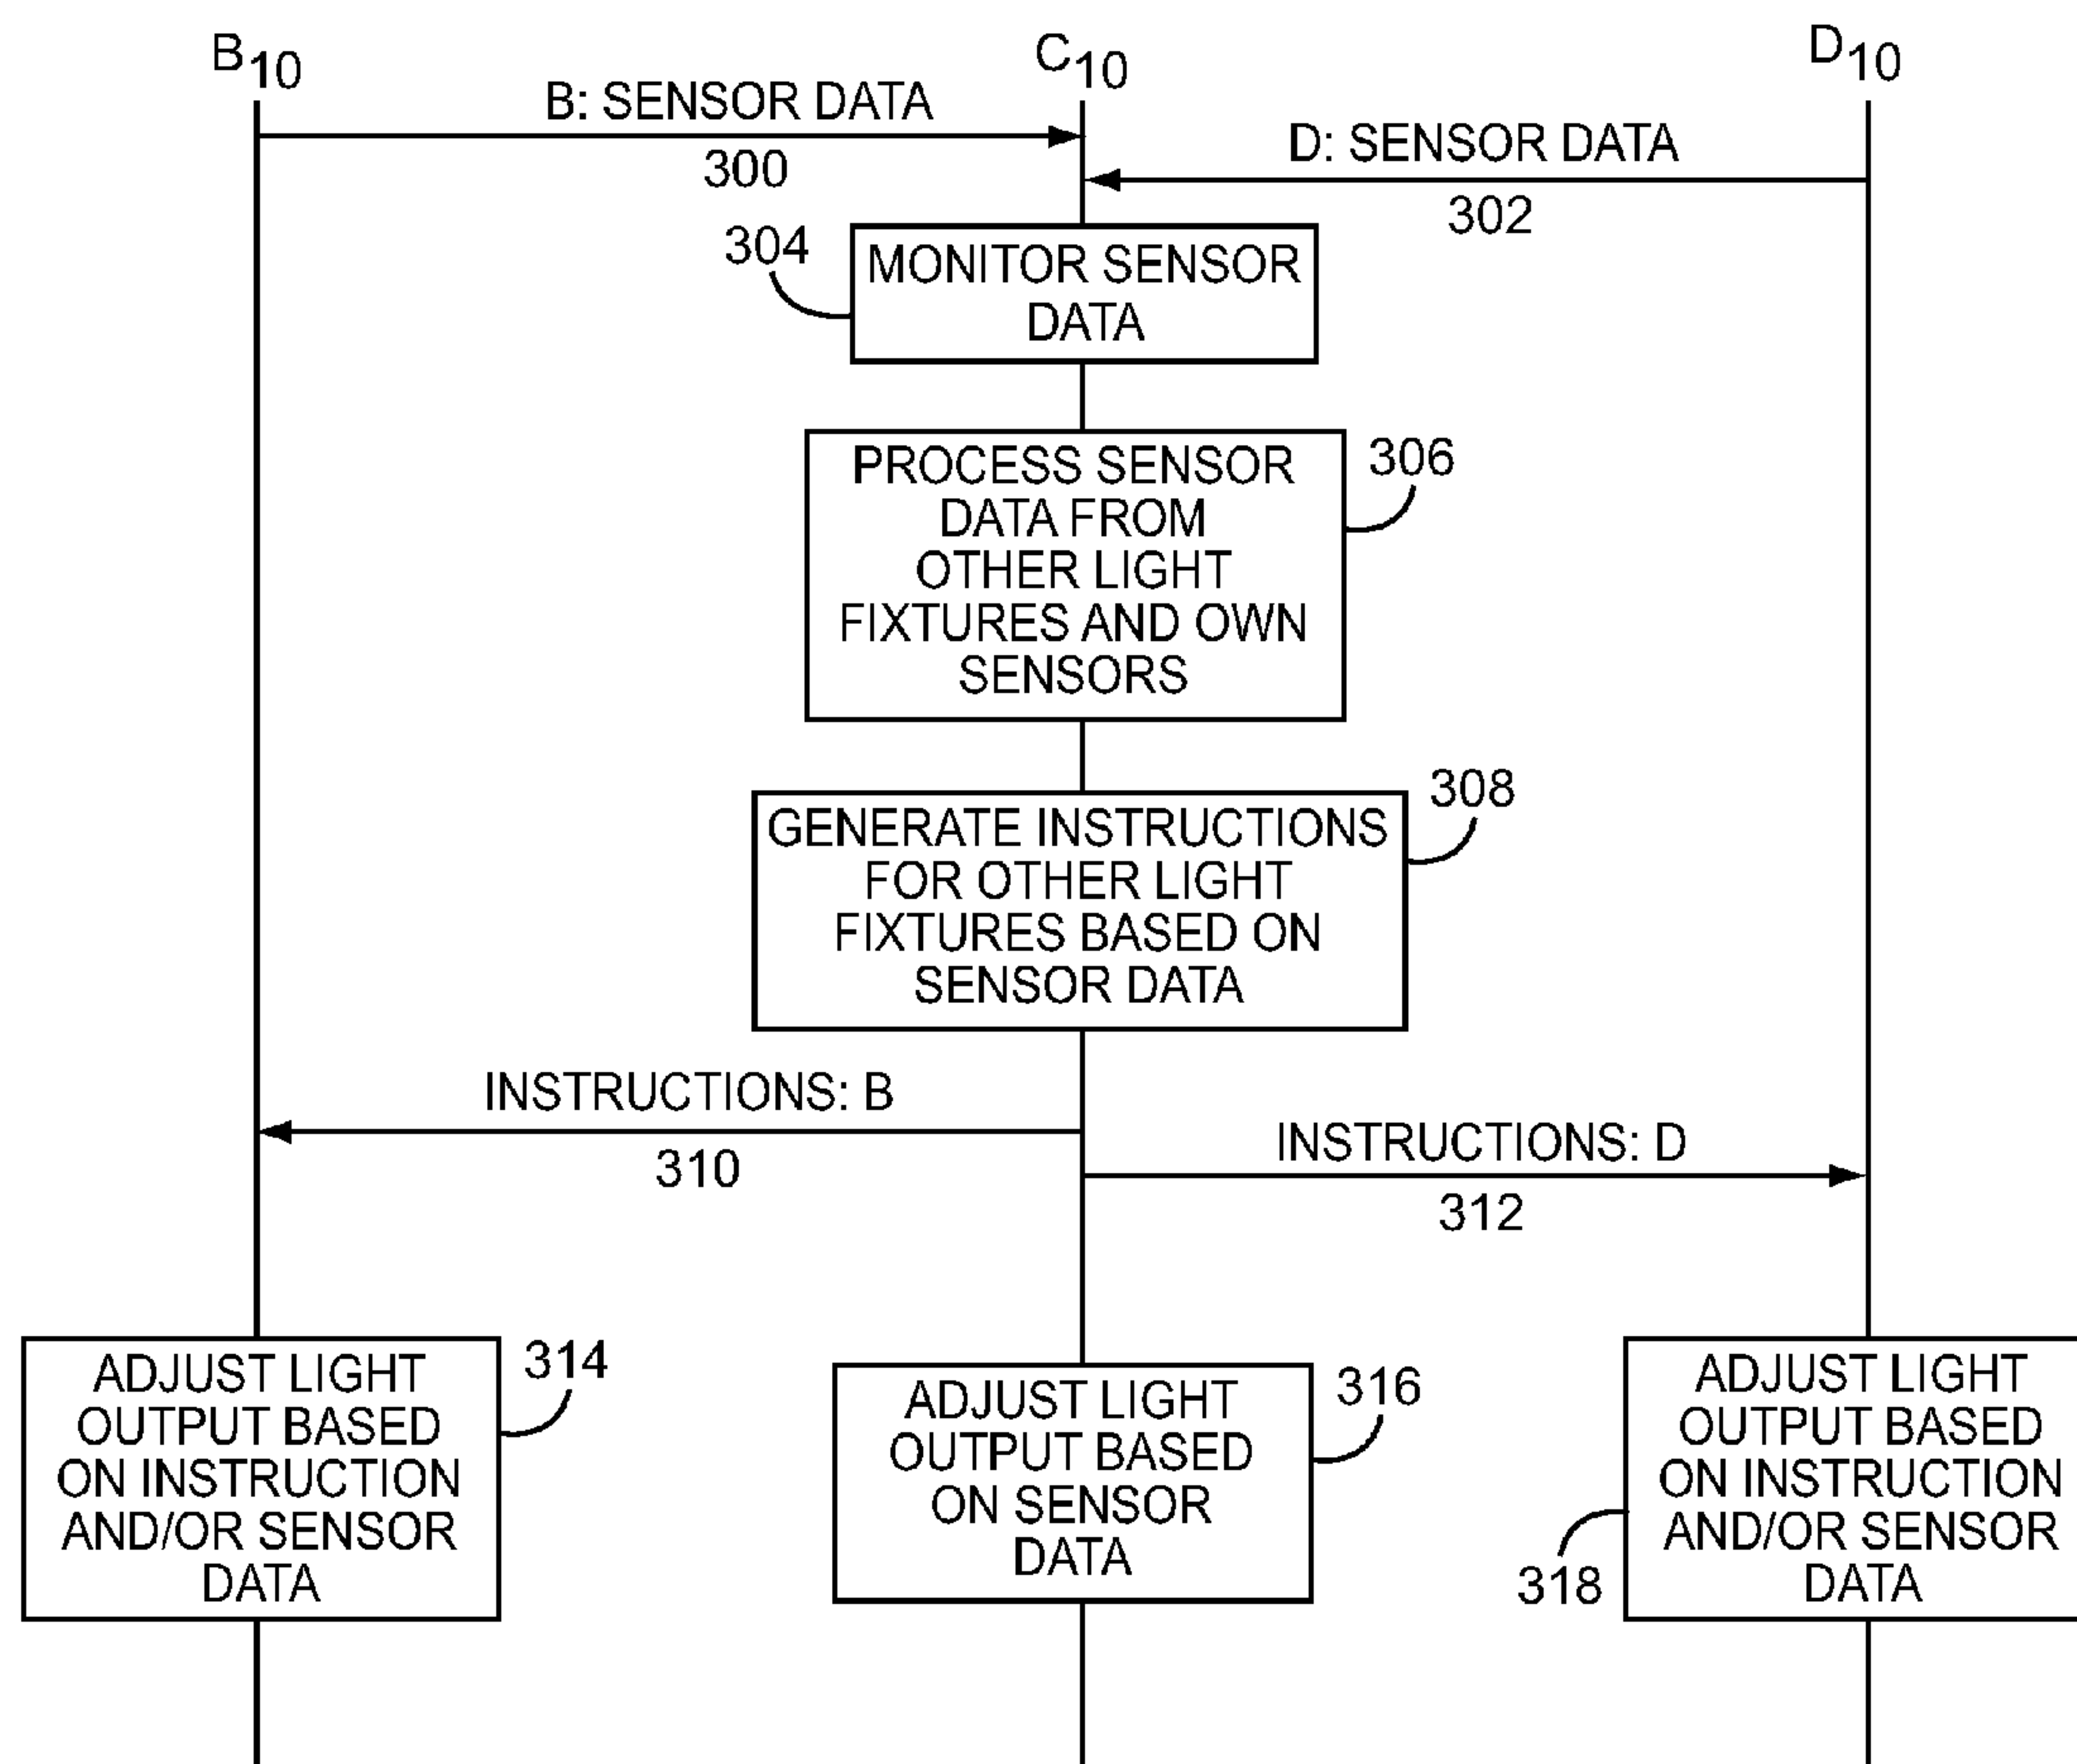 B10
C10
D10
B: SENSOR DATA
300
D: SENSOR DATA
302
304
MONITOR SENSOR
DATA
PROCESS SENSOR
DATA FROM
OTHER LIGHT
FIXTURES AND OWN
SENSORS
306
GENERATE INSTRUCTIONS
FOR OTHER LIGHT
FIXTURES BASED ON
SENSOR DATA
308
INSTRUCTIONS: B
310
INSTRUCTIONS: D
312
ADJUST LIGHT
OUTPUT BASED
ON INSTRUCTION
AND/OR SENSOR
DATA
314
ADJUST LIGHT
OUTPUT BASED
ON SENSOR
DATA
316
ADJUST LIGHT
OUTPUT BASED
ON INSTRUCTION
AND/OR SENSOR
DATA
318